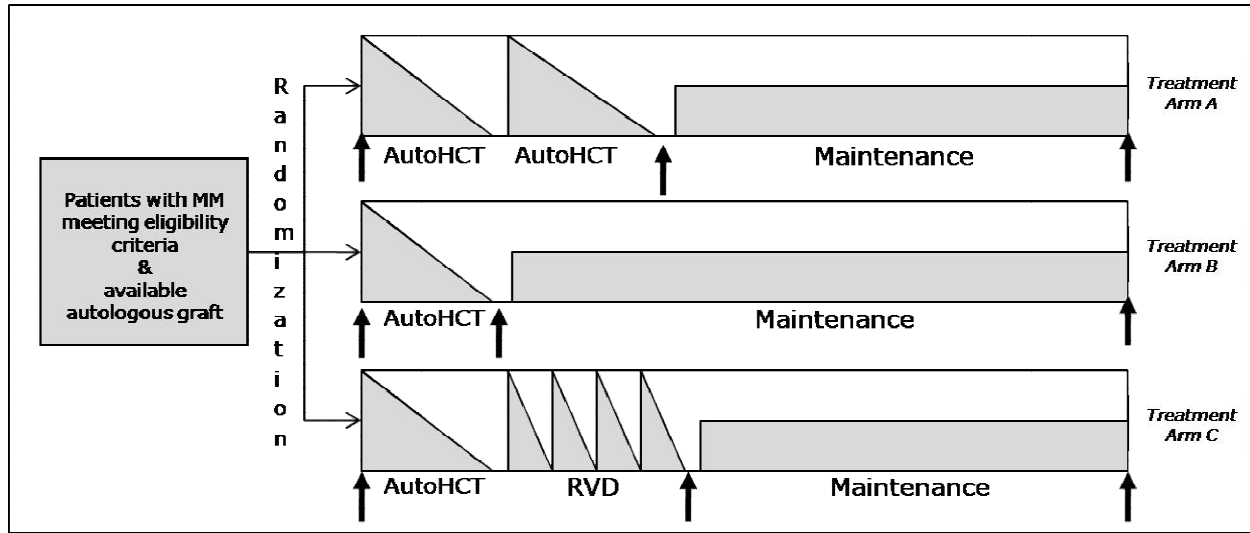 Patients with MM
meeting eligibility
criteria
&
available
autologous graft
Randomization
AutoHCT AutoHCT Maintenance
Treatment
Arm A
AutoHCT Maintenance
Treatment
Arm B
AutoHCT RVD Maintenance
Treatment
Arm C